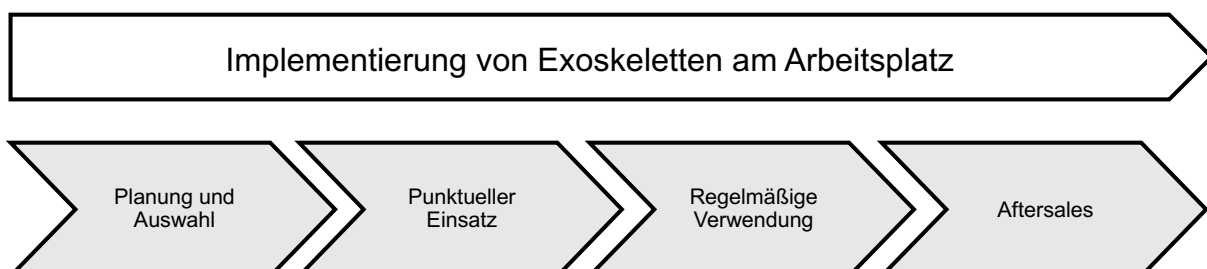 Implementierung von Exoskeletten am Arbeitsplatz
Planung und
Auswahl
Punktueller
Einsatz
Regelmäßige
Verwendung
Aftersales